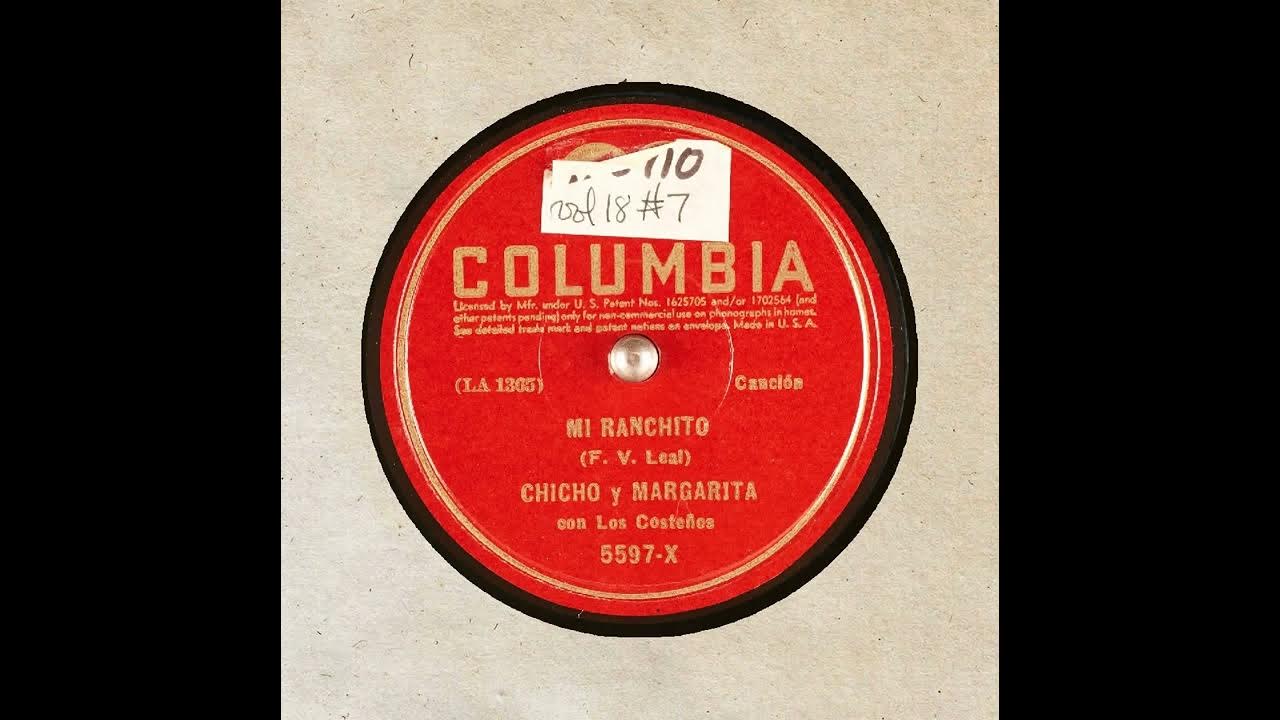 110
vol 18 #7
COLUMBIA
Licensed by Mfr. under U. S. Patent Nos. 1625705 and/or 1702564 (and
other patents pending) only for non-commercial use on phonographs in homes.
See detailed trade mark and patent notices on envelope. Made in U. S. A.
(LA 1365) Canción
MI RANCHITO
(F. V. Leal)
CHICHO y MARGARITA
con Los Costeños
5597-X